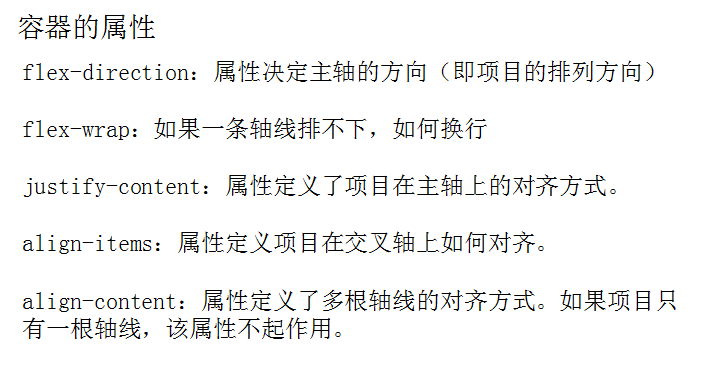 容器的属性
flex-direction：属性决定主轴的方向（即项目的排列方向）
flex-wrap：如果一条轴线排不下，如何换行
justify-content：属性定义了项目在主轴上的对齐方式。
align-items：属性定义项目在交叉轴上如何对齐。
align-content：属性定义了多根轴线的对齐方式。如果项目只
有一根轴线，该属性不起作用。